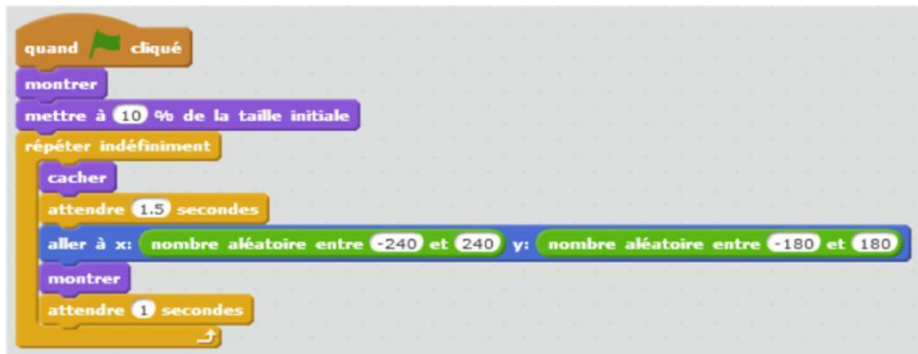 quand cliqué
montrer
mettre à 10 % de la taille initiale
répéter indéfiniment
cacher
attendre 1.5 secondes
aller à x: nombre aléatoire entre -240 et 240 y: nombre aléatoire entre -180 et 180
montrer
attendre 1 secondes